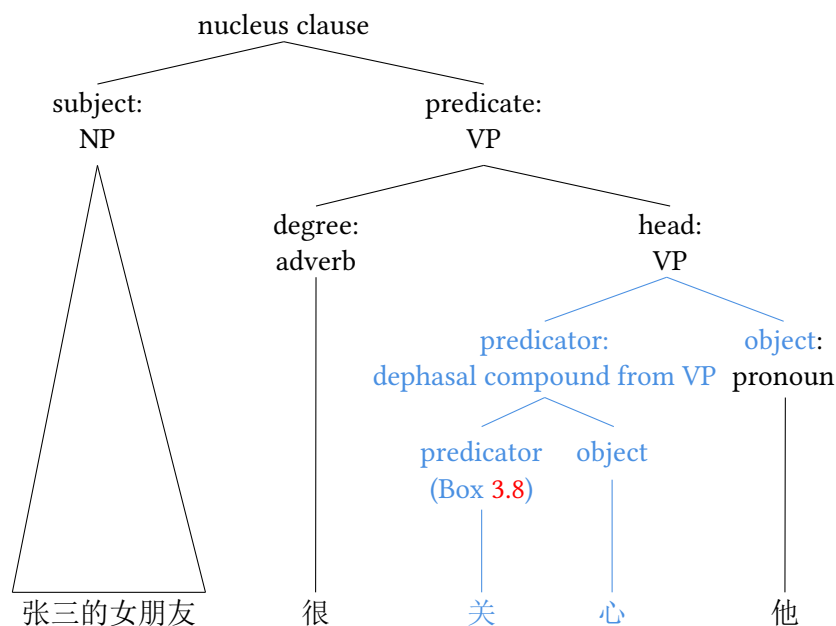 nucleus clause
subject: predicate:
NP VP
degree: head:
adverb VP
predicator: object:
dephasal compound from VP pronoun
predicator object
(Box 3.8)
张三的女朋友 很 关 心 他